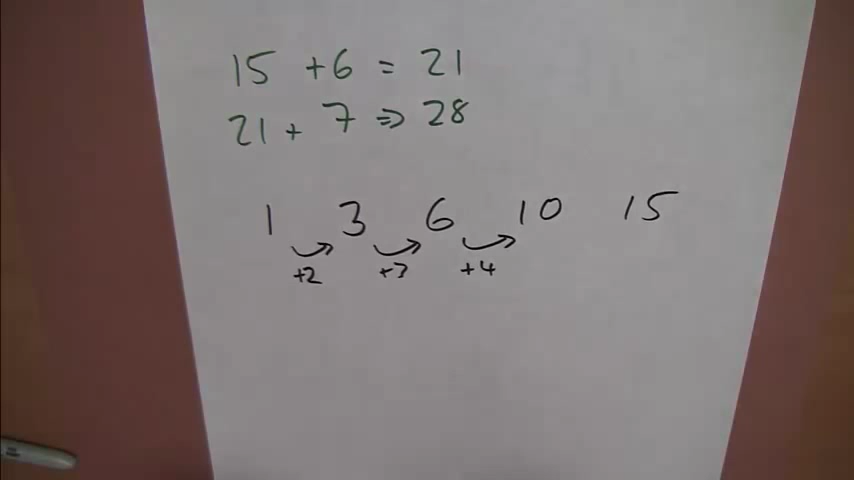 15 +6 = 21
21 + 7 => 28
1 3 6 10 15
+2 +3 +4